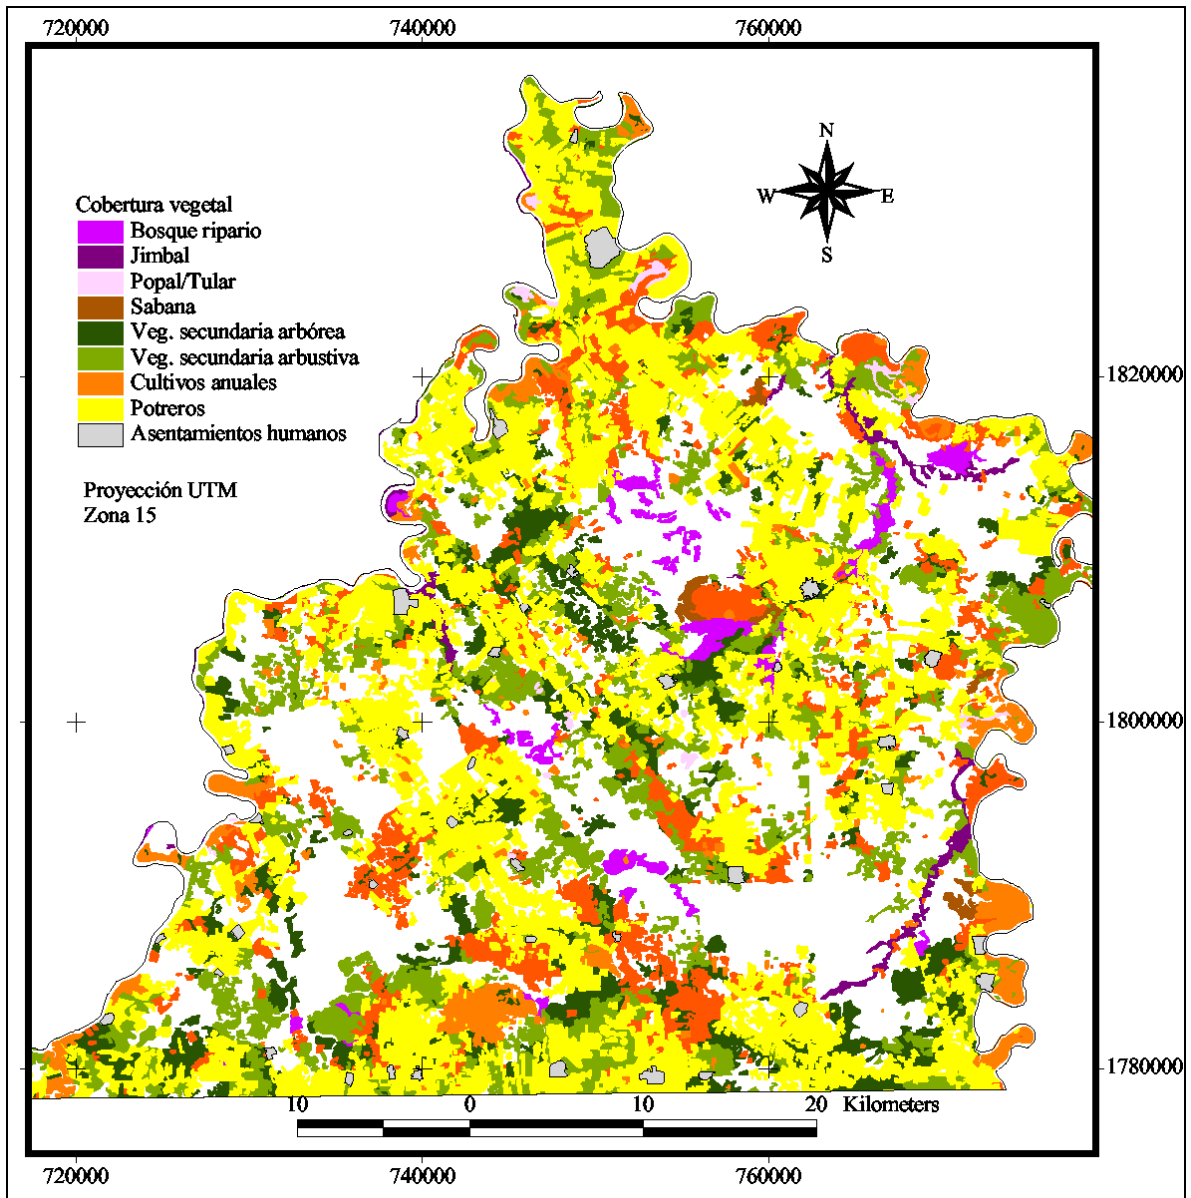 720000 740000 760000
N
W E
S
Cobertura vegetal
Bosque ripario
Jimbal
Popal/Tular
Sabana
Veg. secundaria arbórea
Veg. secundaria arbustiva
Cultivos anuales
Potreros
Asentamientos humanos
1820000
Proyección UTM
Zona 15
1800000
1780000
10 0 10 20 Kilometers
720000 740000 760000